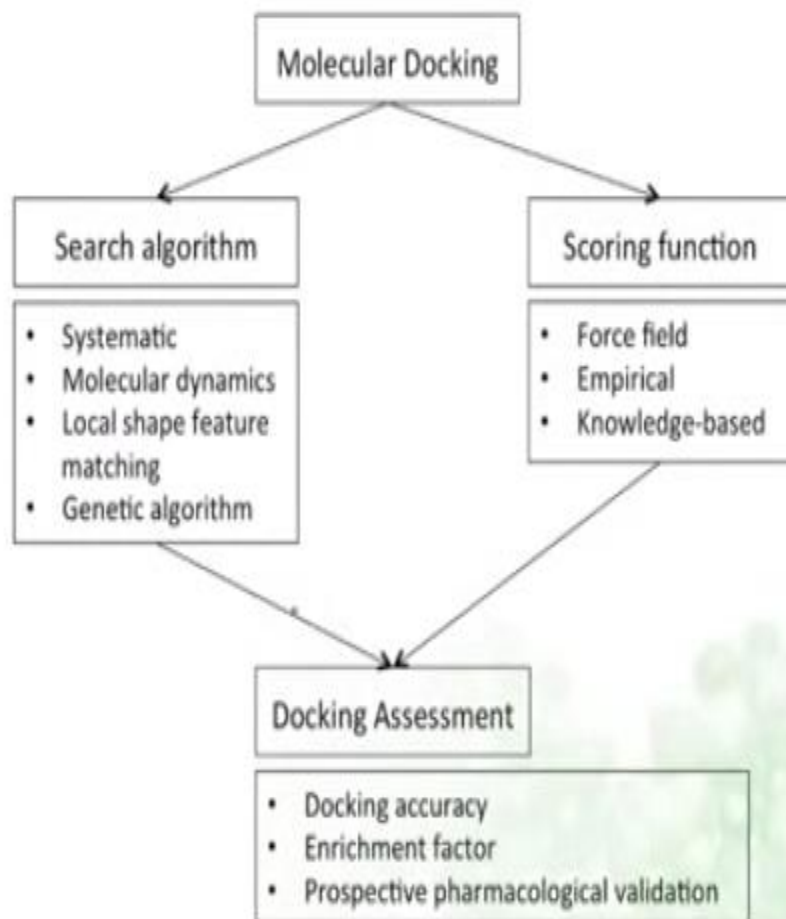 Molecular Docking
Search algorithm
• Systematic
• Molecular dynamics
• Local shape feature
matching
• Genetic algorithm
Scoring function
• Force field
• Empirical
• Knowledge-based
Docking Assessment
• Docking accuracy
• Enrichment factor
• Prospective pharmacological validation